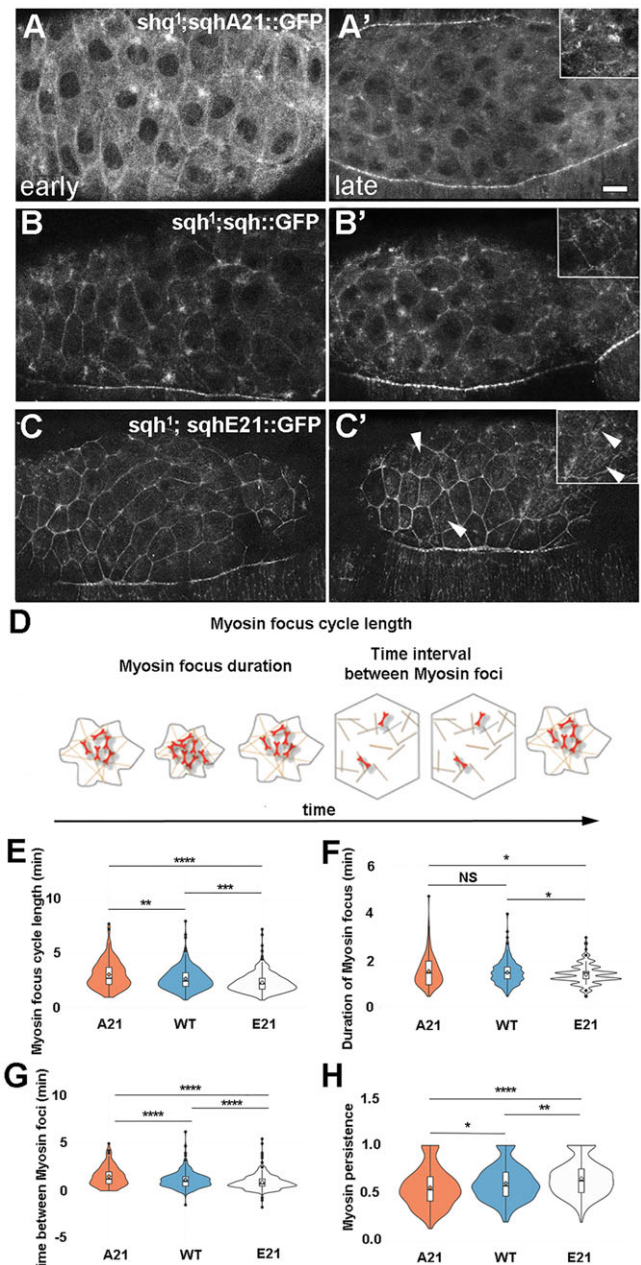 A shq¹;sqhA21::GFP A'
early late
B sqh¹;sqh::GFP B'
C sqh¹; sqhE21::GFP C'
D
Myosin focus cycle length
Myosin focus duration
Time interval
between Myosin foci
time
E
Myosin focus cycle length (min)
10
5
0
****
**
***
A21 WT E21
F
Duration of Myosin focus (min)
6
4
2
0
*
NS
*
A21 WT E21
G
ime between Myosin foci (min)
10
5
0
-5
****
****
****
A21 WT E21
H
Myosin persistence
1.5
1.0
0.5
0.0
****
*
**
A21 WT E21